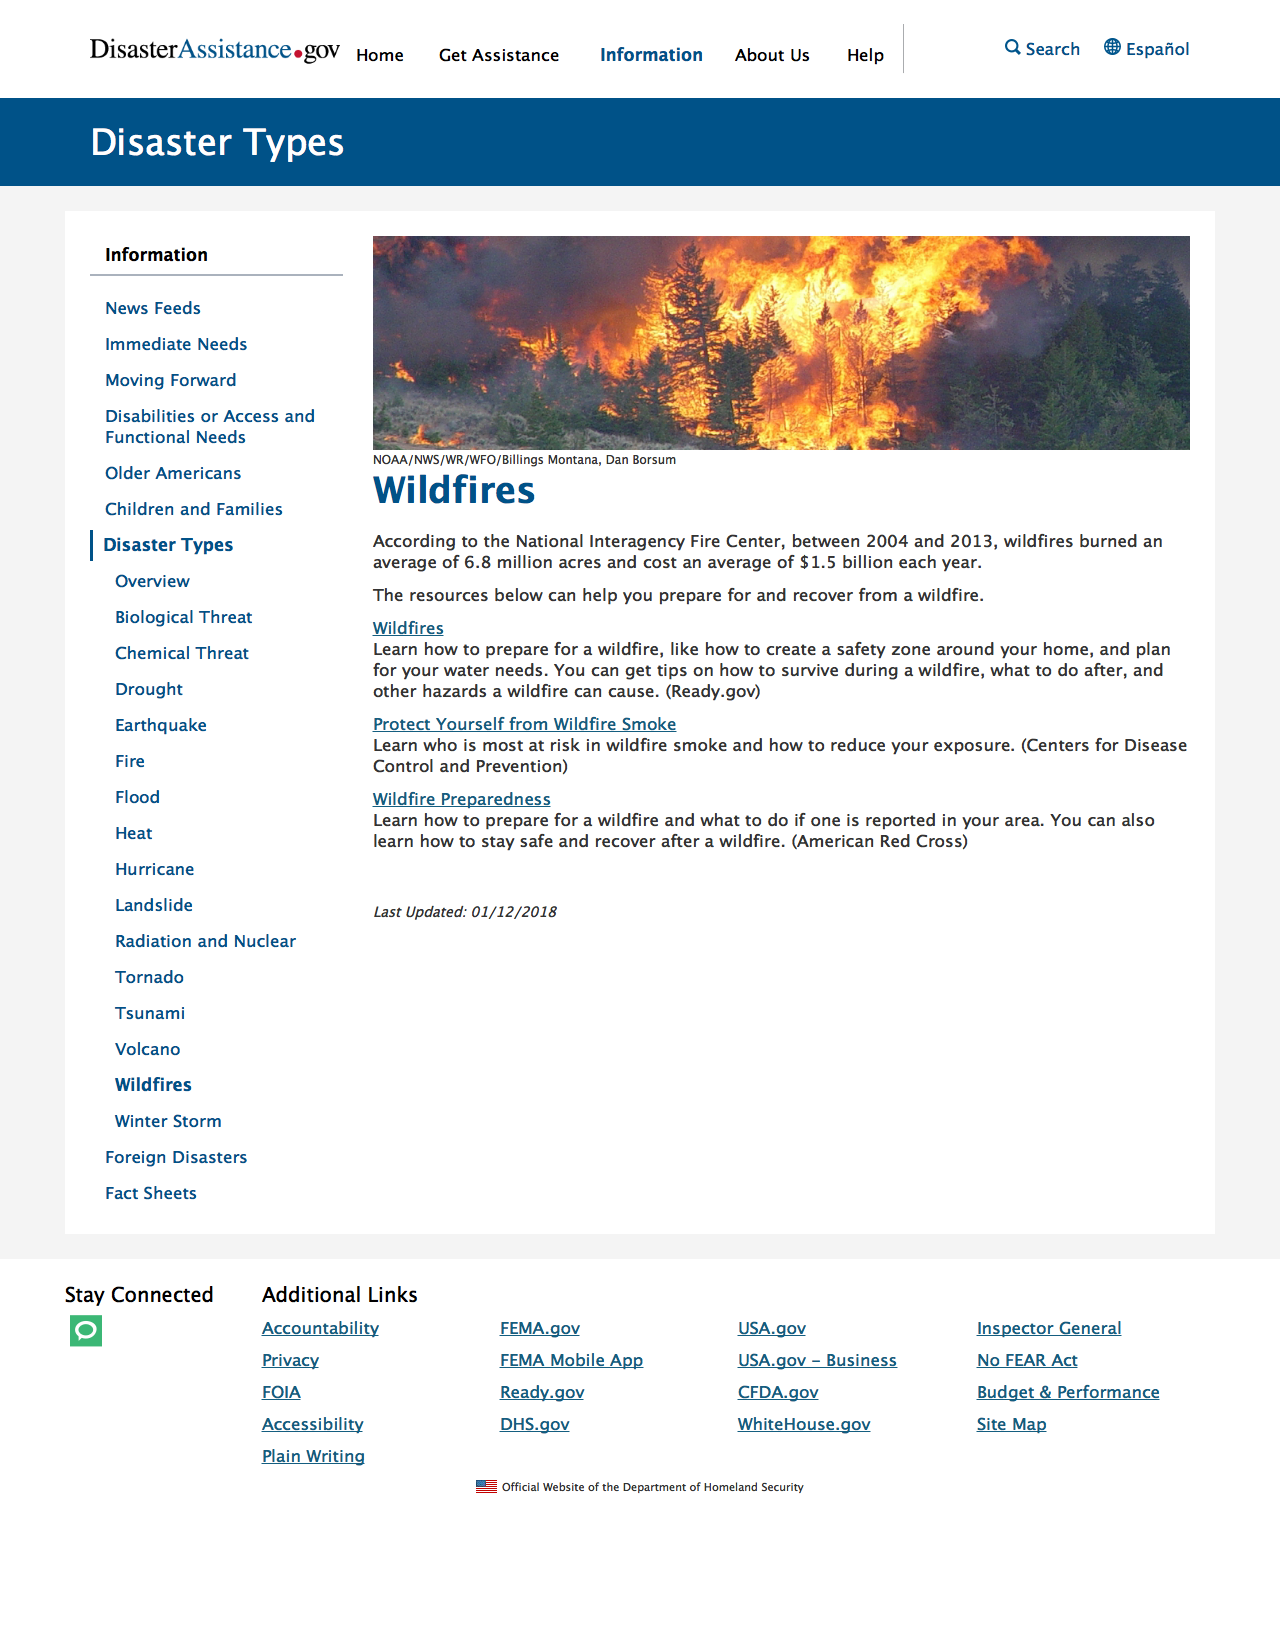 DisasterAssistance.gov
Home
Get Assistance
Information
About Us
Help
Search
Español
Disaster Types
Information
News Feeds
Immediate Needs
Moving Forward
Disabilities or Access and
Functional Needs
Older Americans
Children and Families
Disaster Types
Overview
Biological Threat
Chemical Threat
Drought
Earthquake
Fire
Flood
Heat
Hurricane
Landslide
Radiation and Nuclear
Tornado
Tsunami
Volcano
Wildfires
Winter Storm
Foreign Disasters
Fact Sheets
NOAA/NWS/WR/WFO/Billings Montana, Dan Borsum
Wildfires
According to the National Interagency Fire Center, between 2004 and 2013, wildfires burned an
average of 6.8 million acres and cost an average of $1.5 billion each year.
The resources below can help you prepare for and recover from a wildfire.
Wildfires
Learn how to prepare for a wildfire, like how to create a safety zone around your home, and plan
for your water needs. You can get tips on how to survive during a wildfire, what to do after, and
other hazards a wildfire can cause. (Ready.gov)
Protect Yourself from Wildfire Smoke
Learn who is most at risk in wildfire smoke and how to reduce your exposure. (Centers for Disease
Control and Prevention)
Wildfire Preparedness
Learn how to prepare for a wildfire and what to do if one is reported in your area. You can also
learn how to stay safe and recover after a wildfire. (American Red Cross)
Last Updated: 01/12/2018
Stay Connected
Additional Links
Accountability
Privacy
FOIA
Accessibility
Plain Writing
FEMA.gov
FEMA Mobile App
Ready.gov
DHS.gov
USA.gov
USA.gov – Business
CFDA.gov
WhiteHouse.gov
Inspector General
No FEAR Act
Budget & Performance
Site Map
Official Website of the Department of Homeland Security